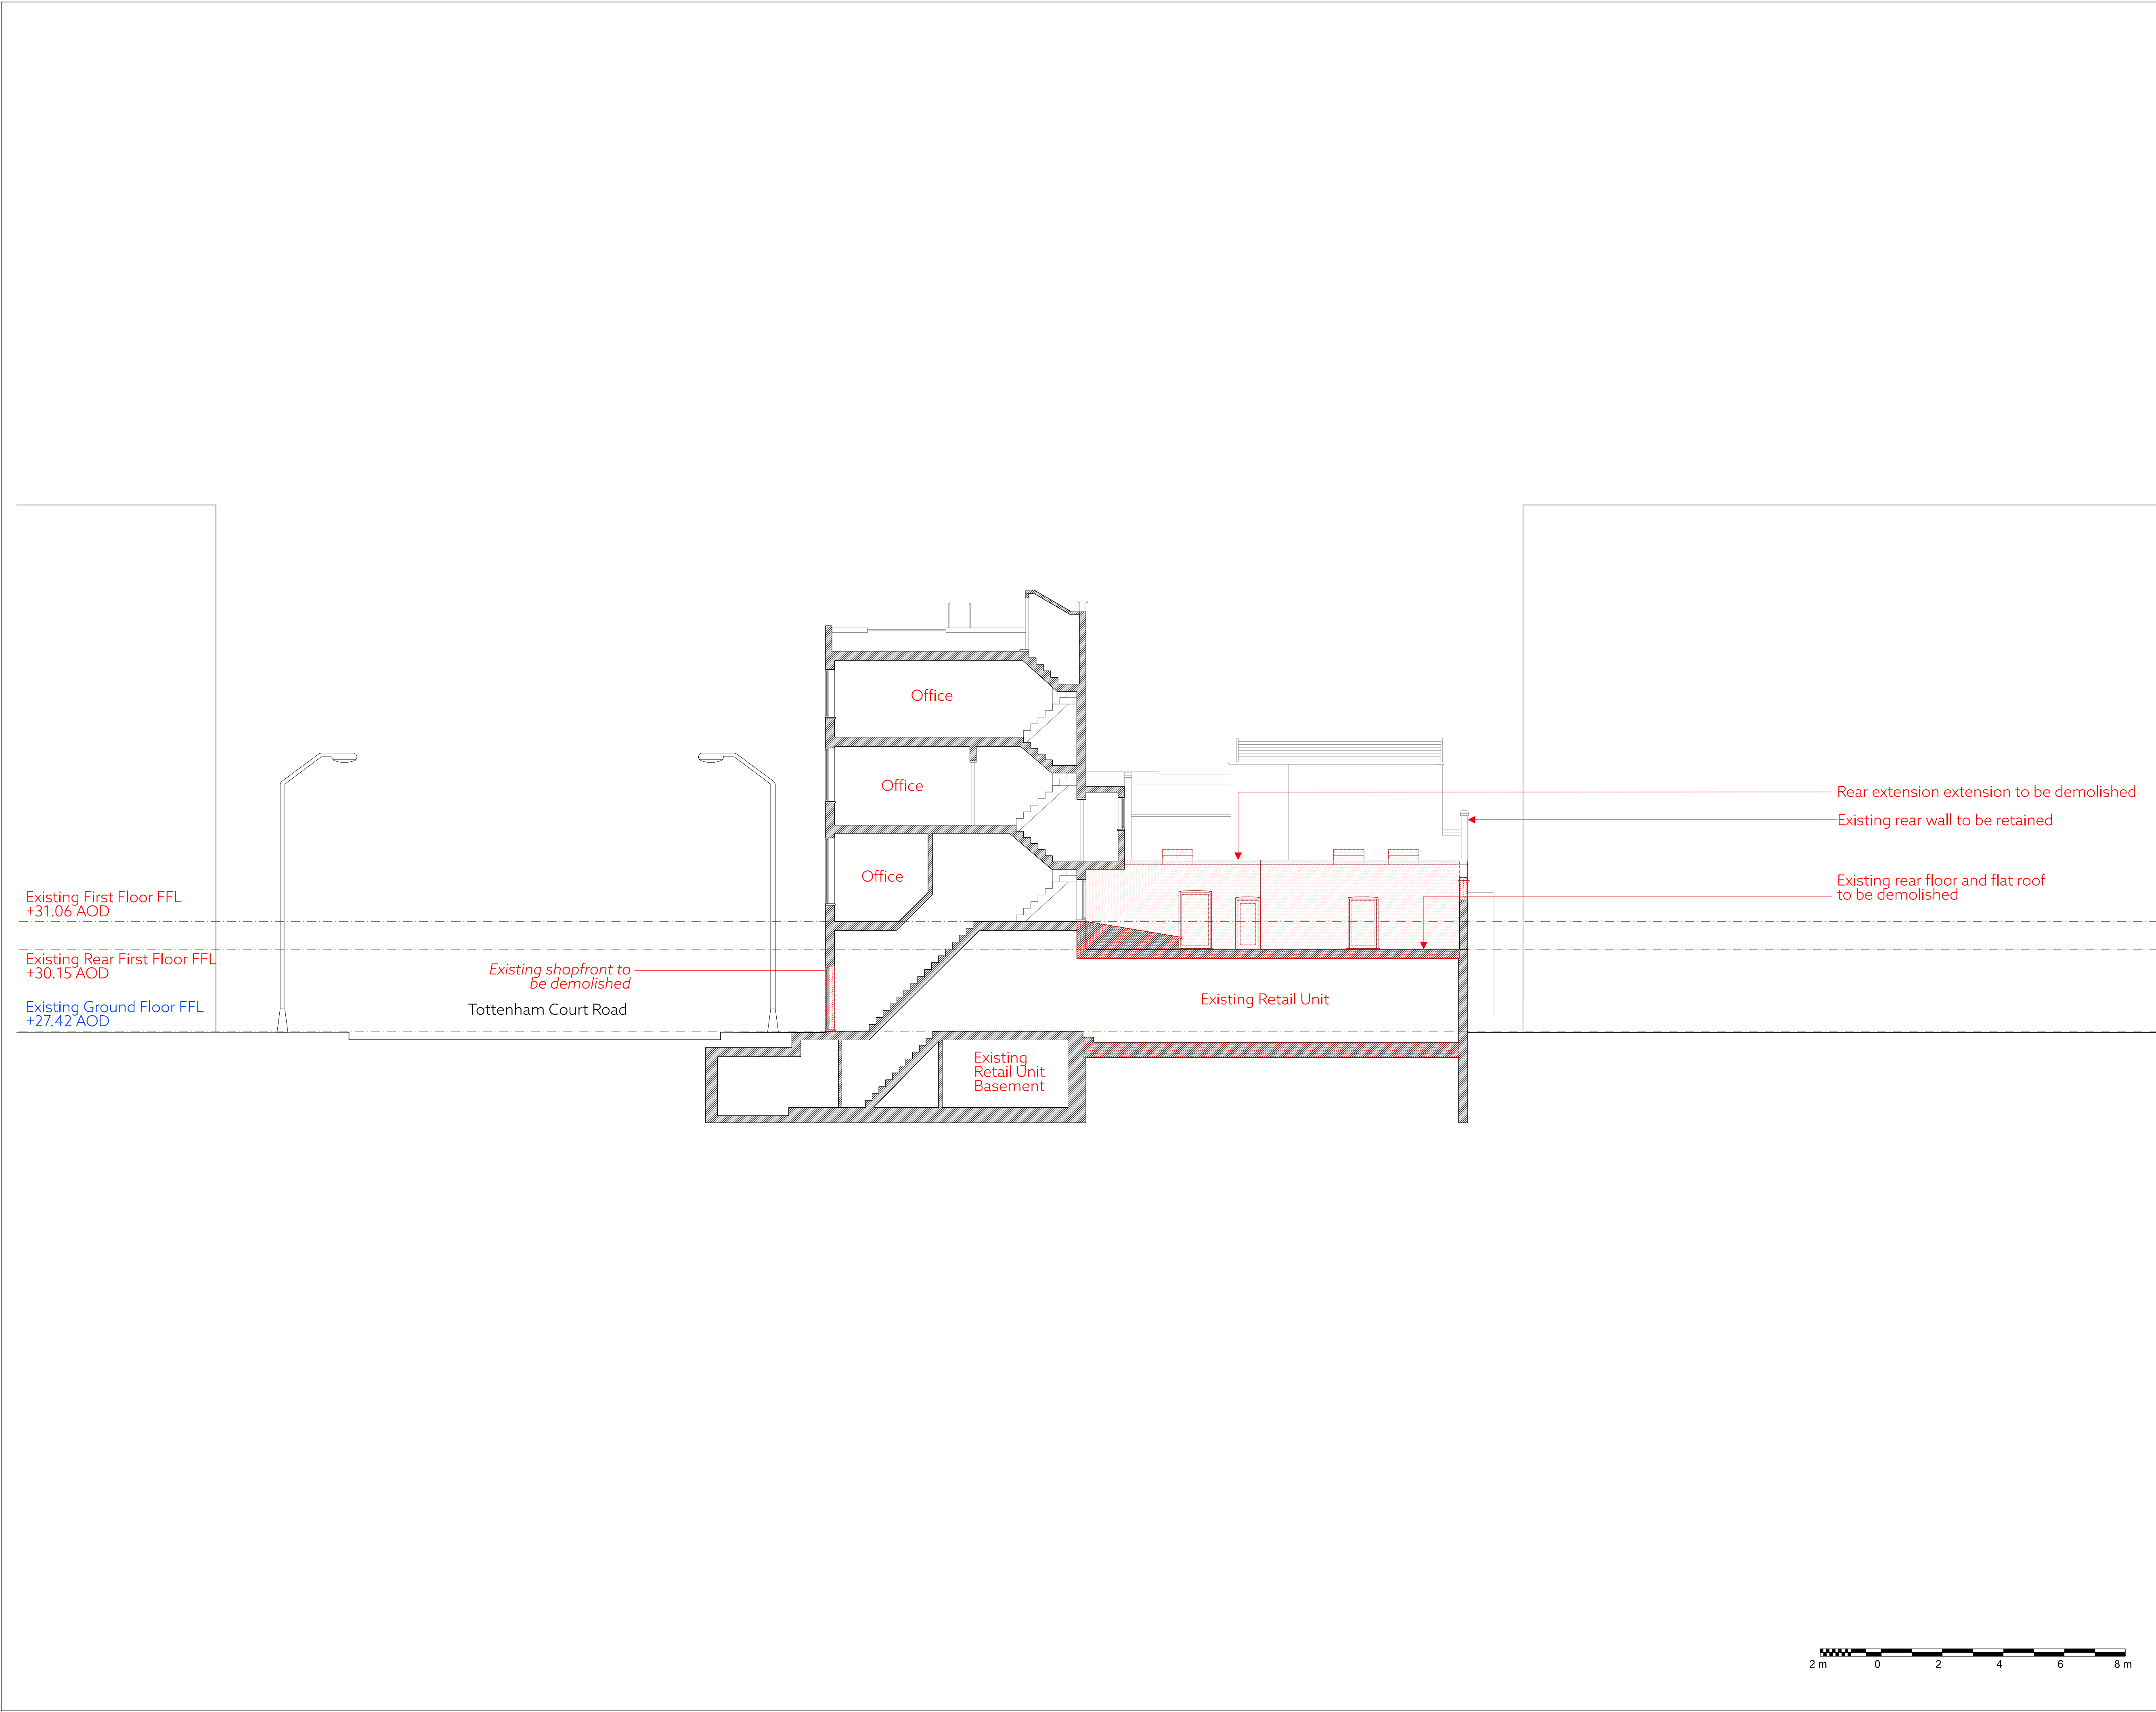 Office
Office
Office
Rear extension extension to be demolished
Existing rear wall to be retained
Existing rear floor and flat roof
to be demolished
Existing First Floor FFL
+31.06 AOD
Existing Rear First Floor FFL
+30.15 AOD
Existing Ground Floor FFL
+27.42 AOD
Existing shopfront to
be demolished
Tottenham Court Road
Existing Retail Unit
Existing
Retail Unit
Basement
2 m 0 2 4 6 8 m